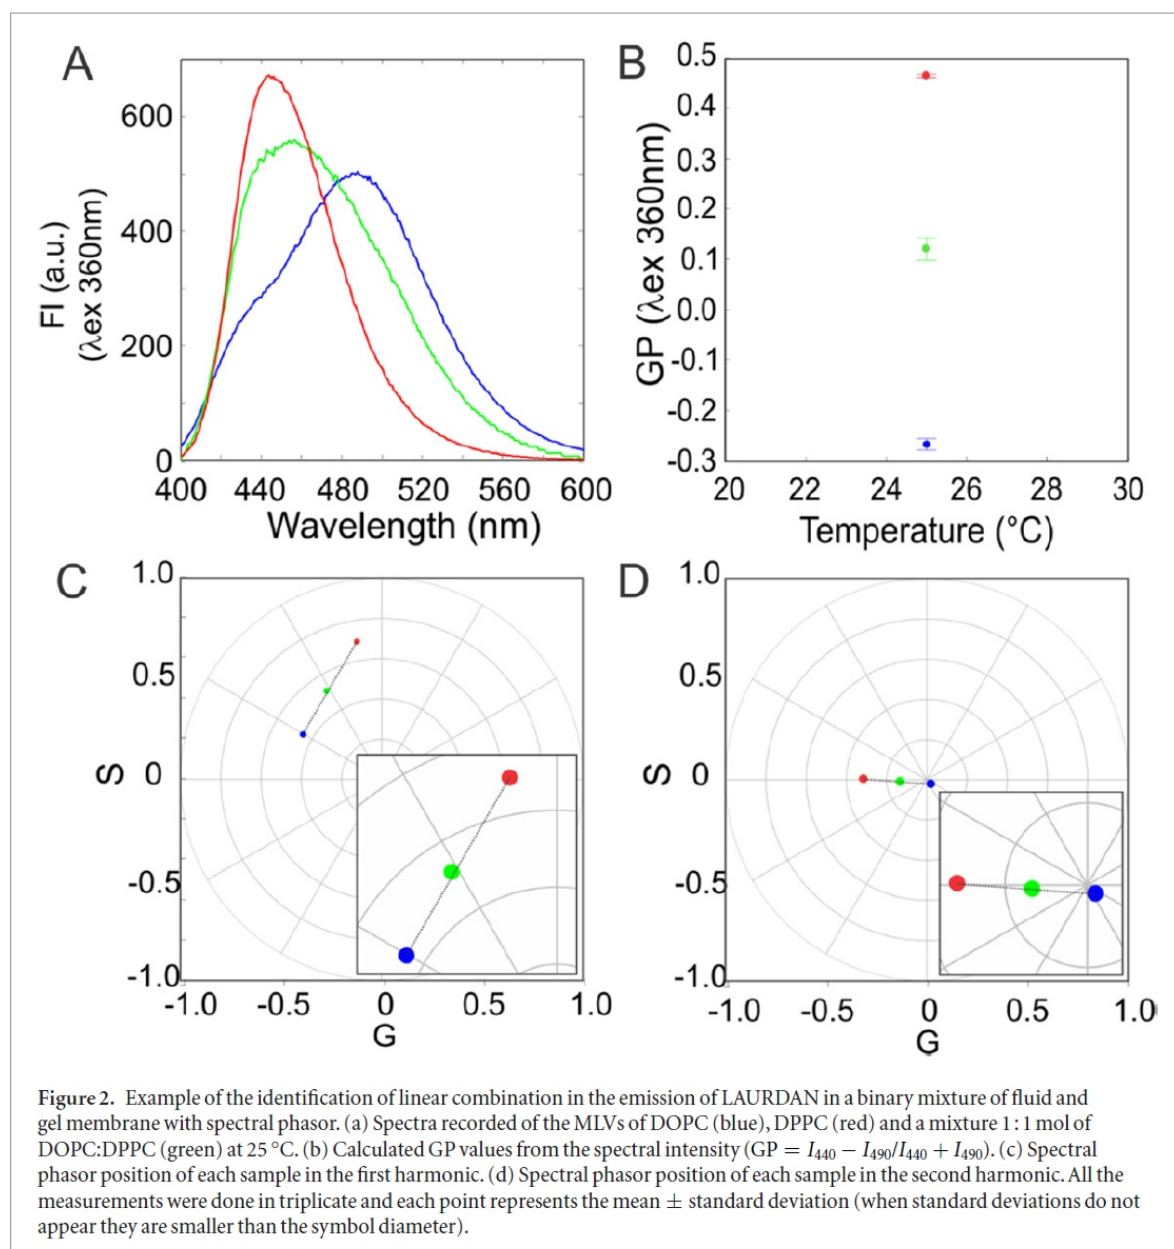 A
600
400
200
0
400 440 480 520 560 600
FI (a.u.)
(λex 360nm)
Wavelength (nm)
B
0.5
0.4
0.3
0.2
0.1
0.0
-0.1
-0.2
-0.3
20 22 24 26 28 30
GP (λex 360nm)
Temperature (°C)
C
1.0
0.5
0
-0.5
-1.0
-1.0 -0.5 0 0.5 1.0
S
G
D
1.0
0.5
0
-0.5
-1.0
-1.0 -0.5 0 0.5 1.0
S
G
Figure 2. Example of the identification of linear combination in the emission of LAURDAN in a binary mixture of fluid and
gel membrane with spectral phasor. (a) Spectra recorded of the MLVs of DOPC (blue), DPPC (red) and a mixture 1 : 1 mol of
DOPC:DPPC (green) at 25 °C. (b) Calculated GP values from the spectral intensity (GP = I440 − I490/I440 + I490). (c) Spectral
phasor position of each sample in the first harmonic. (d) Spectral phasor position of each sample in the second harmonic. All the
measurements were done in triplicate and each point represents the mean ± standard deviation (when standard deviations do not
appear they are smaller than the symbol diameter).